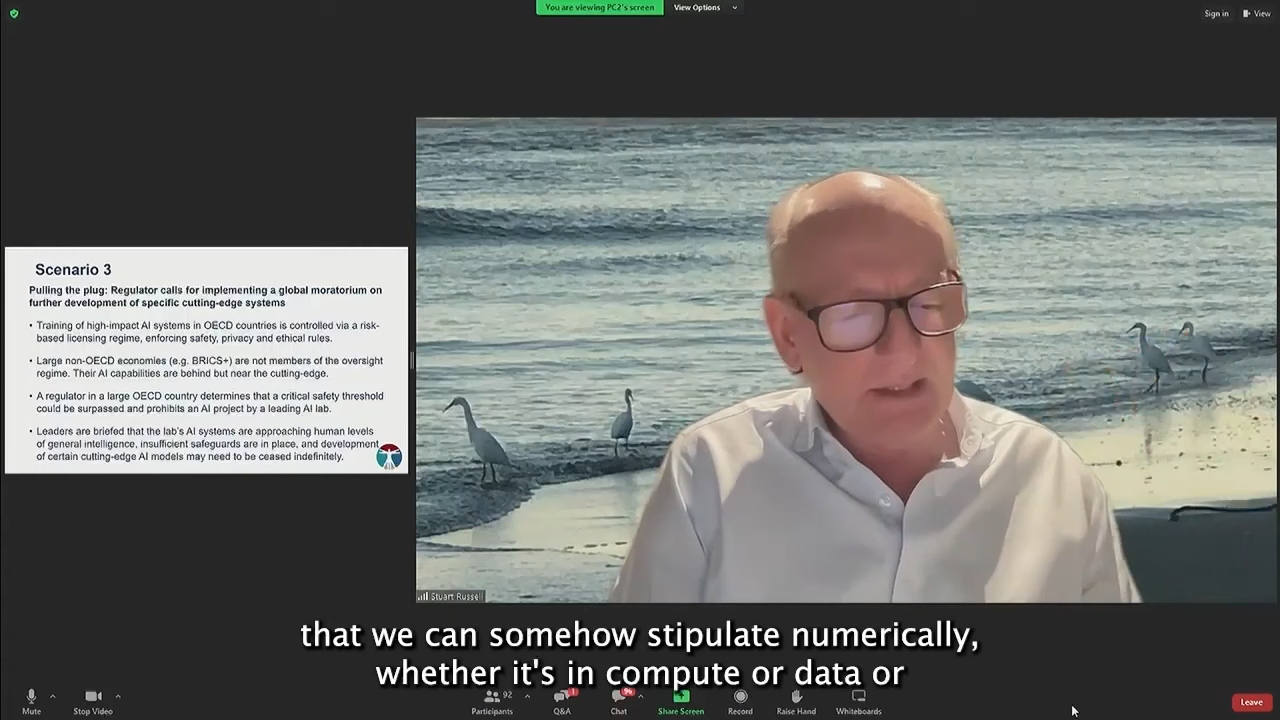 You are viewing PC2's screen
View Options
Sign in
View
Scenario 3
Pulling the plug: Regulator calls for implementing a global moratorium on
further development of specific cutting-edge systems
• Training of high-impact AI systems in OECD countries is controlled via a risk-
based licensing regime, enforcing safety, privacy and ethical rules.
• Large non-OECD economies (e.g. BRICS+) are not members of the oversight
regime. Their AI capabilities are behind but near the cutting-edge.
• A regulator in a large OECD country determines that a critical safety threshold
could be surpassed and prohibits an AI project by a leading AI lab.
• Leaders are briefed that the lab's AI systems are approaching human levels
of general intelligence, insufficient safeguards are in place, and development
of certain cutting-edge AI models may need to be ceased indefinitely.
Stuart Russell
that we can somehow stipulate numerically,
whether it's in compute or data or
92
1
Mute
Stop Video
Participants
Q&A
Chat
Share Screen
Record
Raise Hand
Whiteboards
Leave